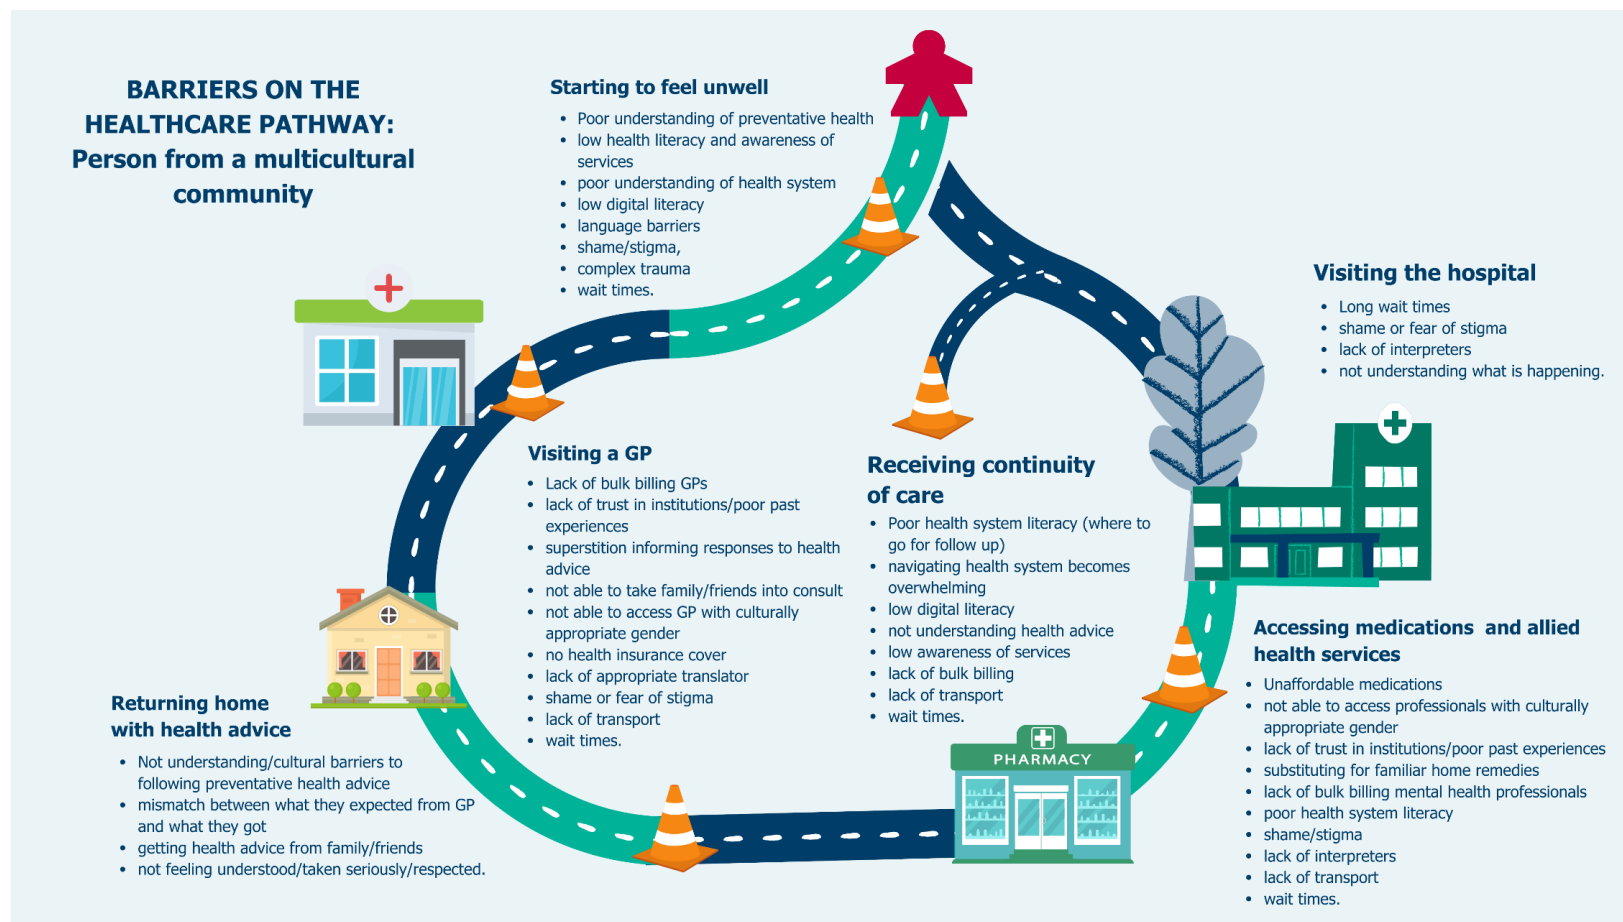 BARRIERS ON THE
HEALTHCARE PATHWAY:
Person from a multicultural
community
Starting to feel unwell
• Poor understanding of preventative health
• low health literacy and awareness of
services
• poor understanding of health system
• low digital literacy
• language barriers
• shame/stigma,
• complex trauma
• wait times.
Visiting a GP
• Lack of bulk billing GPs
• lack of trust in institutions/poor past
experiences
• superstition informing responses to health
advice
• not able to take family/friends into consult
• not able to access GP with culturally
appropriate gender
• no health insurance cover
• lack of appropriate translator
• shame or fear of stigma
• lack of transport
• wait times.
Returning home
with health advice
• Not understanding/cultural barriers to
following preventative health advice
• mismatch between what they expected from GP
and what they got
• getting health advice from family/friends
• not feeling understood/taken seriously/respected.
PHARMACY
Accessing medications and allied
health services
• Unaffordable medications
• not able to access professionals with culturally
appropriate gender
• lack of trust in institutions/poor past experiences
• substituting for familiar home remedies
• lack of bulk billing mental health professionals
• poor health system literacy
• shame/stigma
• lack of interpreters
• lack of transport
• wait times.
Visiting the hospital
• Long wait times
• shame or fear of stigma
• lack of interpreters
• not understanding what is happening.
Receiving continuity
of care
• Poor health system literacy (where to
go for follow up)
• navigating health system becomes
overwhelming
• low digital literacy
• not understanding health advice
• low awareness of services
• lack of bulk billing
• lack of transport
• wait times.